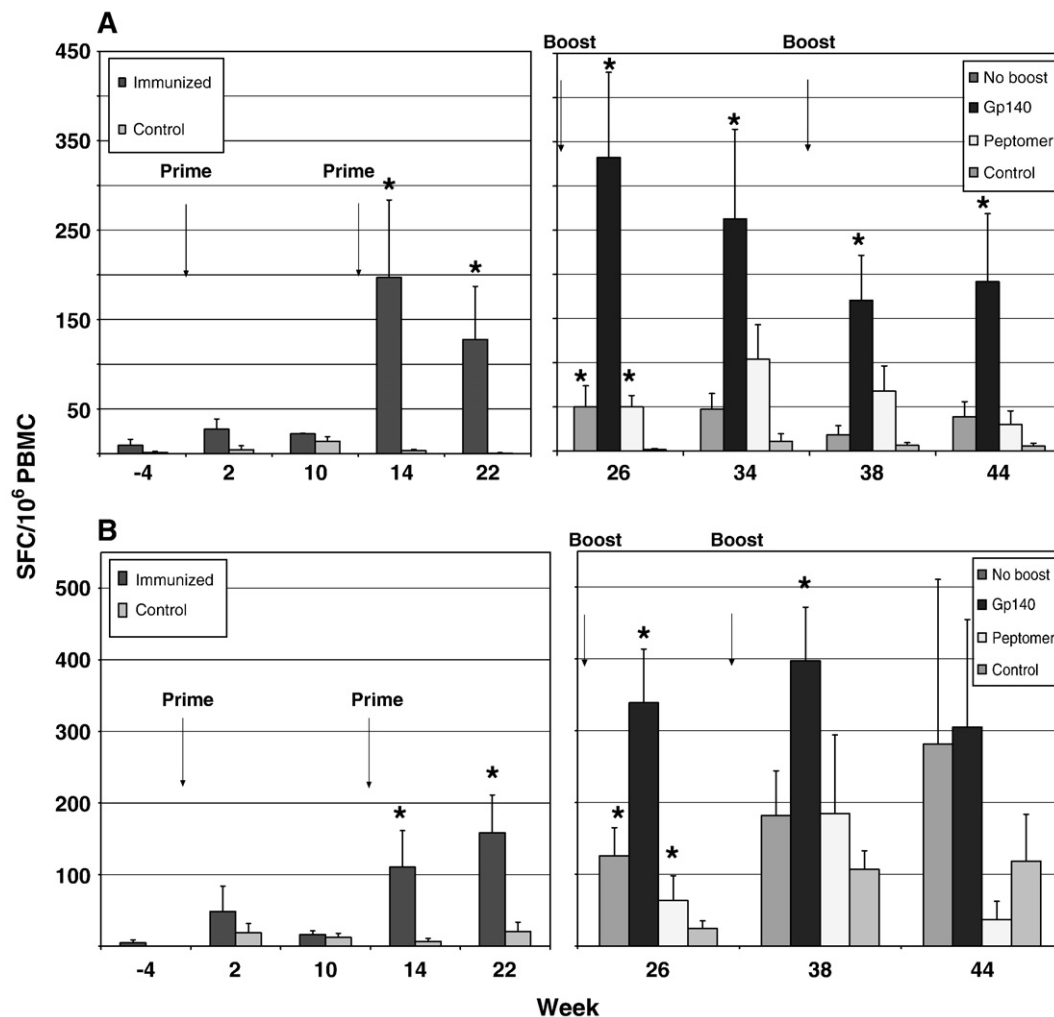 A
450
350
250
150
50
Immunized
Control
Prime Prime
* *
-4 2 10 14 22
Boost Boost
No boost
Gp140
Peptomer
Control
* * * *
* *
26 34 38 44
SFC/10⁶ PBMC
B
500
400
300
200
100
Immunized
Control
Prime Prime
* *
-4 2 10 14 22
Boost Boost
No boost
Gp140
Peptomer
Control
* *
* *
26 38 44
Week